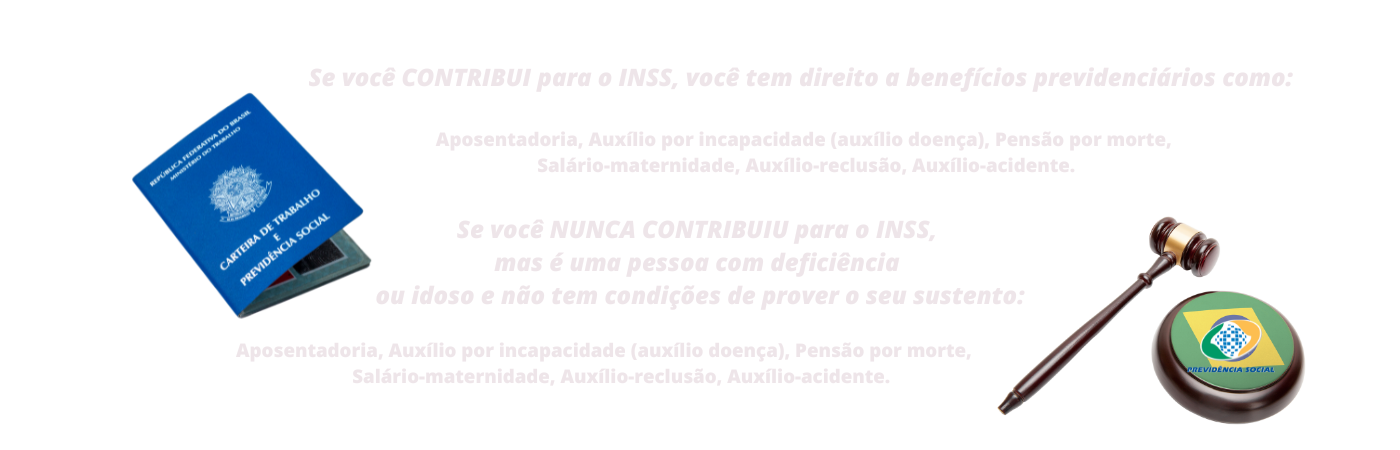 Se você CONTRIBUI para o INSS, você tem direito a benefícios previdenciários como:
Aposentadoria, Auxílio por incapacidade (auxílio doença), Pensão por morte,
Salário-maternidade, Auxílio-reclusão, Auxílio-acidente.
REPÚBLICA FEDERATIVA DO BRASIL
MINISTÉRIO DO TRABALHO
CARTEIRA DE TRABALHO
E
PREVIDÊNCIA SOCIAL
Se você NUNCA CONTRIBUIU para o INSS,
mas é uma pessoa com deficiência
ou idoso e não tem condições de prover o seu sustento:
Aposentadoria, Auxílio por incapacidade (auxílio doença), Pensão por morte,
Salário-maternidade, Auxílio-reclusão, Auxílio-acidente.
PREVIDÊNCIA SOCIAL